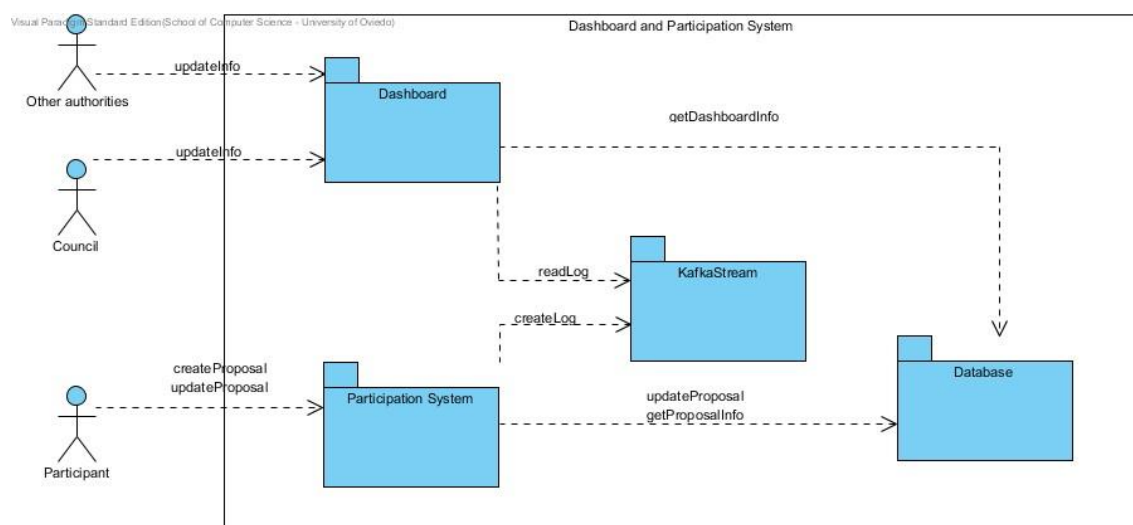 Visual Paradigm Standard Edition(School of Computer Science - University of Oviedo)
Dashboard and Participation System
updateInfo
Other authorities
Dashboard
getDashboardInfo
updateInfo
Council
readLog
KafkaStream
createLog
createProposal
updateProposal
Participation System
updateProposal
getProposalInfo
Database
Participant